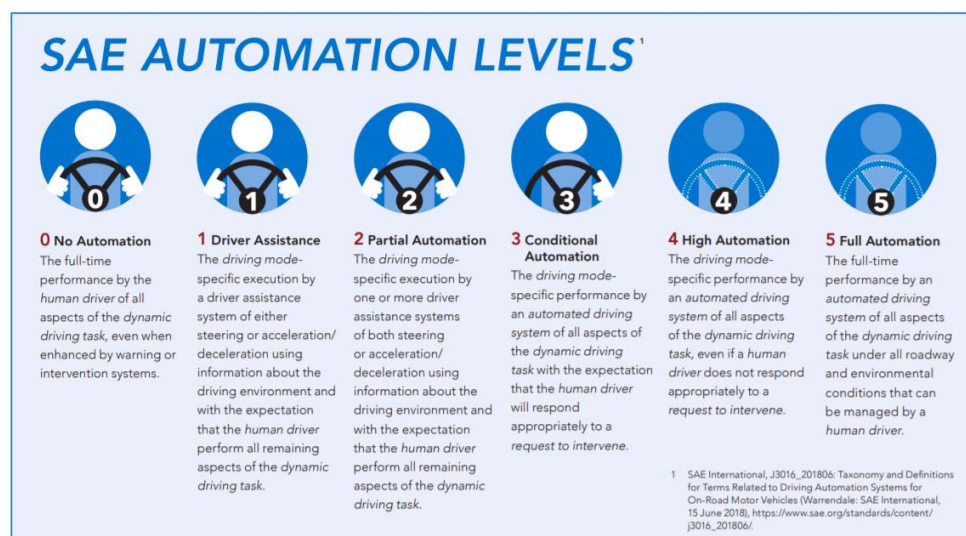 SAE AUTOMATION LEVELS¹
0
1
2
3
4
5
0 No Automation
The full-time
performance by the
human driver of all
aspects of the dynamic
driving task, even when
enhanced by warning or
intervention systems.
1 Driver Assistance
The driving mode-
specific execution by
a driver assistance
system of either
steering or acceleration/
deceleration using
information about the
driving environment and
with the expectation
that the human driver
perform all remaining
aspects of the dynamic
driving task.
2 Partial Automation
The driving mode-
specific execution by
one or more driver
assistance systems
of both steering
or acceleration/
deceleration using
information about the
driving environment and
with the expectation
that the human driver
perform all remaining
aspects of the dynamic
driving task.
3 Conditional
Automation
The driving mode-
specific performance by
an automated driving
system of all aspects of
the dynamic driving
task with the expectation
that the human driver
will respond
appropriately to a
request to intervene.
4 High Automation
The driving mode-
specific performance by
an automated driving
system of all aspects
of the dynamic driving
task, even if a human
driver does not respond
appropriately to a
request to intervene.
5 Full Automation
The full-time
performance by an
automated driving
system of all aspects
of the dynamic driving
task under all roadway
and environmental
conditions that can
be managed by a
human driver.
1 SAE International, J3016_201806: Taxonomy and Definitions
for Terms Related to Driving Automation Systems for
On-Road Motor Vehicles (Warrendale: SAE International,
15 June 2018), https://www.sae.org/standards/content/
j3016_201806/.